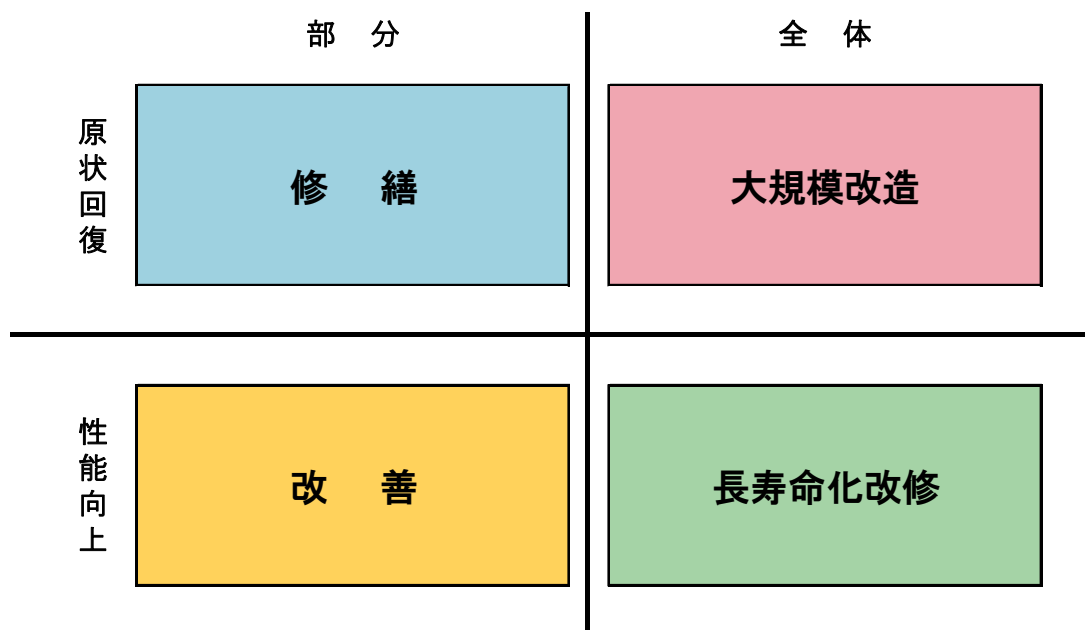 部　分
全　体
原状回復
修　繕
大規模改造
性能向上
改　善
長寿命化改修